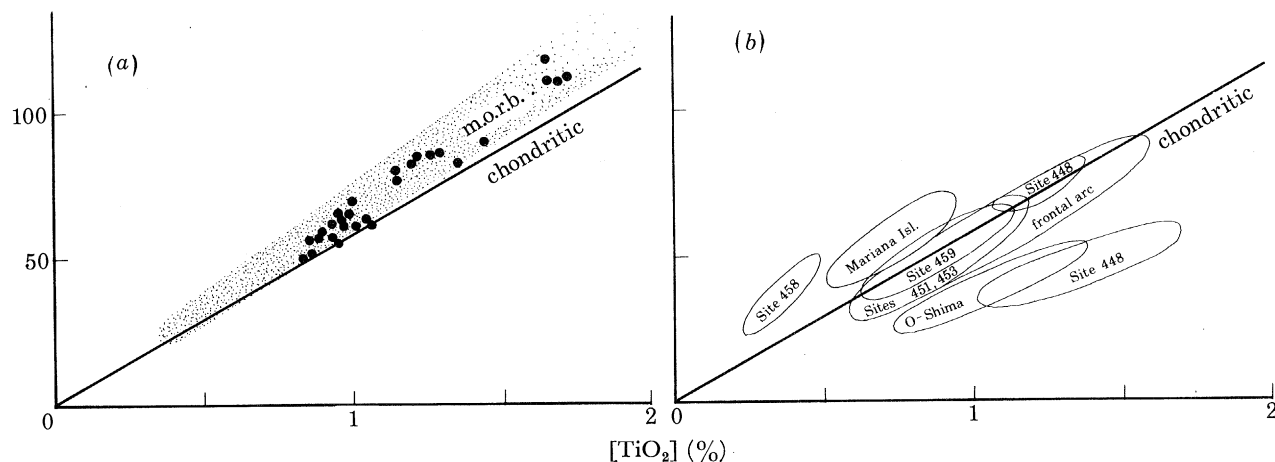 (a)
100
50
0
1
2
m.o.r.b.
chondritic
(b)
Site 448
frontal arc
Mariana Isl.
Site 459
Sites 451, 453
Site 458
O-Shima
Site 448
chondritic
0
1
2
[TiO₂] (%)